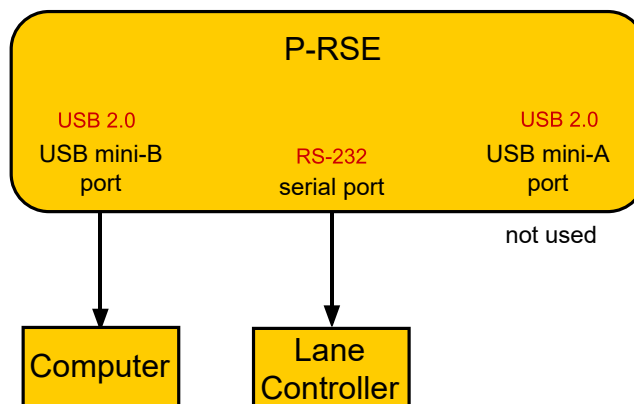 P-RSE
USB 2.0
USB mini-B
port
RS-232
serial port
USB 2.0
USB mini-A
port
not used
Computer
Lane
Controller